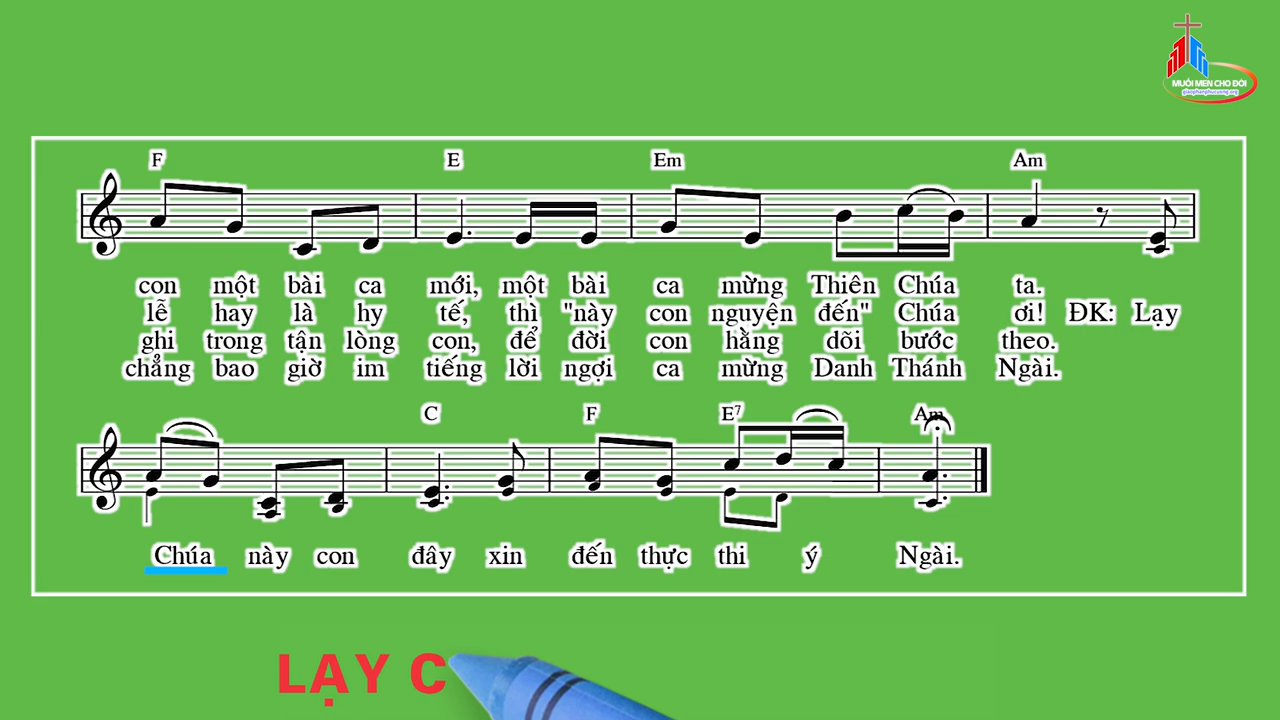 MUỐI MEN CHO ĐỜI
giaophanphucuong.org
F E Em Am
con một bài ca mới, một bài ca mừng Thiên Chúa ta.
lễ hay là hy tế, thì "này con nguyện đến" Chúa ơi! ĐK: Lạy
ghi trong tận lòng con, để đời con hằng dõi bước theo.
chẳng bao giờ im tiếng lời ngợi ca mừng Danh Thánh Ngài.
C F E7 Am
Chúa này con đây xin đến thực thi ý Ngài.
LẠY C